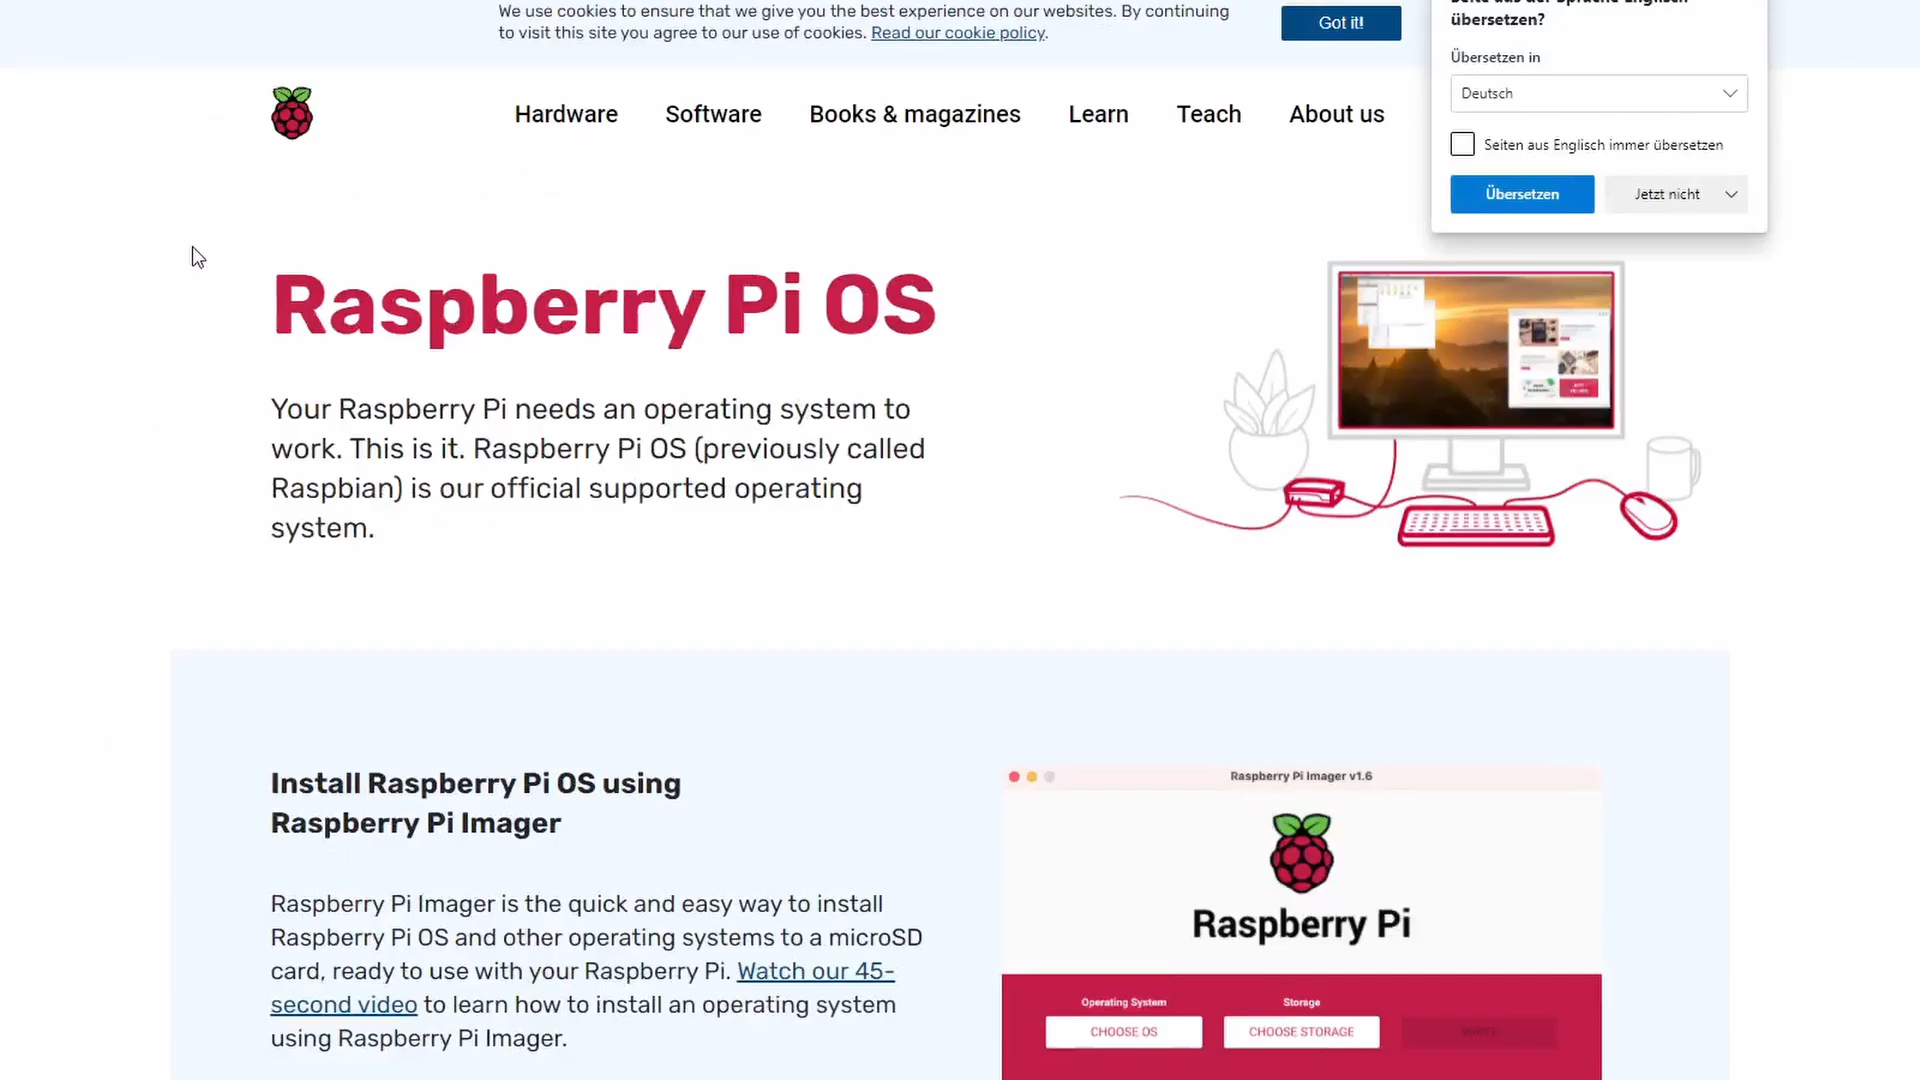 We use cookies to ensure that we give you the best experience on our websites. By continuing
to visit this site you agree to our use of cookies. Read our cookie policy.
Got it!
Seite aus der Sprache Englisch
übersetzen?
Übersetzen in
Deutsch
Seiten aus Englisch immer übersetzen
Übersetzen
Jetzt nicht
Hardware
Software
Books & magazines
Learn
Teach
About us
Raspberry Pi OS
Your Raspberry Pi needs an operating system to
work. This is it. Raspberry Pi OS (previously called
Raspbian) is our official supported operating
system.
Install Raspberry Pi OS using
Raspberry Pi Imager
Raspberry Pi Imager is the quick and easy way to install
Raspberry Pi OS and other operating systems to a microSD
card, ready to use with your Raspberry Pi. Watch our 45-
second video to learn how to install an operating system
using Raspberry Pi Imager.
Raspberry Pi Imager v1.6
Raspberry Pi
Operating System
Storage
CHOOSE OS
CHOOSE STORAGE
WRITE